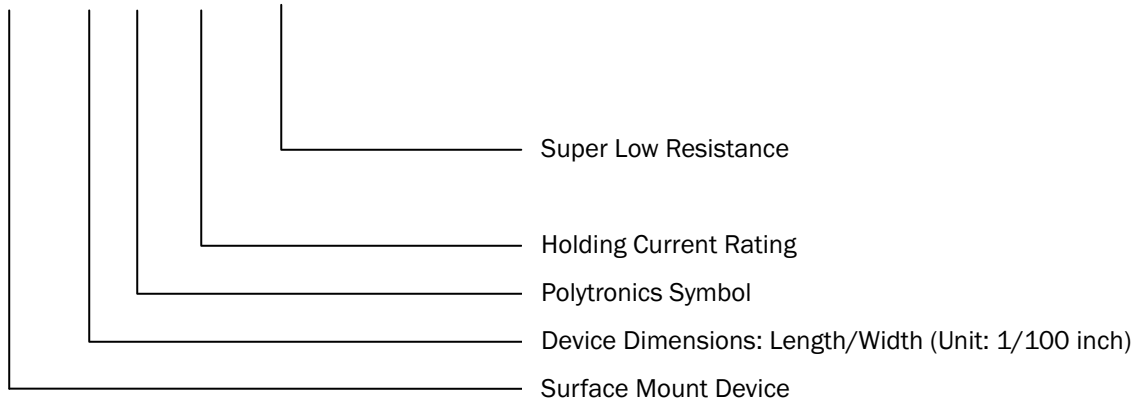 Super Low Resistance
Holding Current Rating
Polytronics Symbol
Device Dimensions: Length/Width (Unit: 1/100 inch)
Surface Mount Device